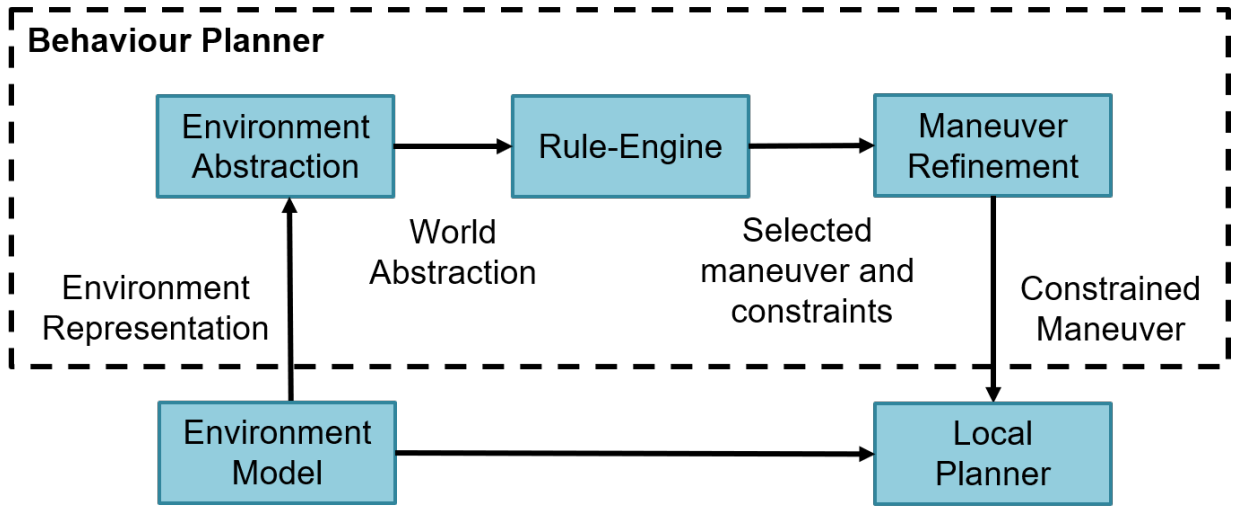 Behaviour Planner
Environment
Abstraction
Rule-Engine
Maneuver
Refinement
World
Abstraction
Selected
maneuver and
constraints
Environment
Representation
Constrained
Maneuver
Environment
Model
Local
Planner